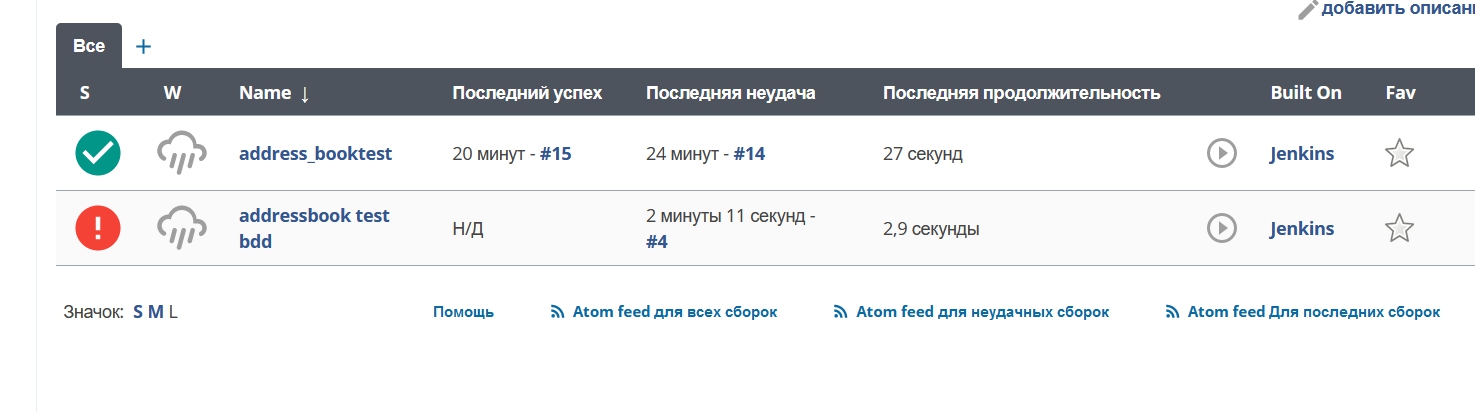 добавить описани
Все +
S W Name ↓ Последний успех Последняя неудача Последняя продолжительность Built On Fav
address_booktest 20 минут - #15 24 минут - #14 27 секунд Jenkins
addressbook test bdd Н/Д 2 минуты 11 секунд - #4 2,9 секунды Jenkins
Значок: S M L Помощь Atom feed для всех сборок Atom feed для неудачных сборок Atom feed Для последних сборок